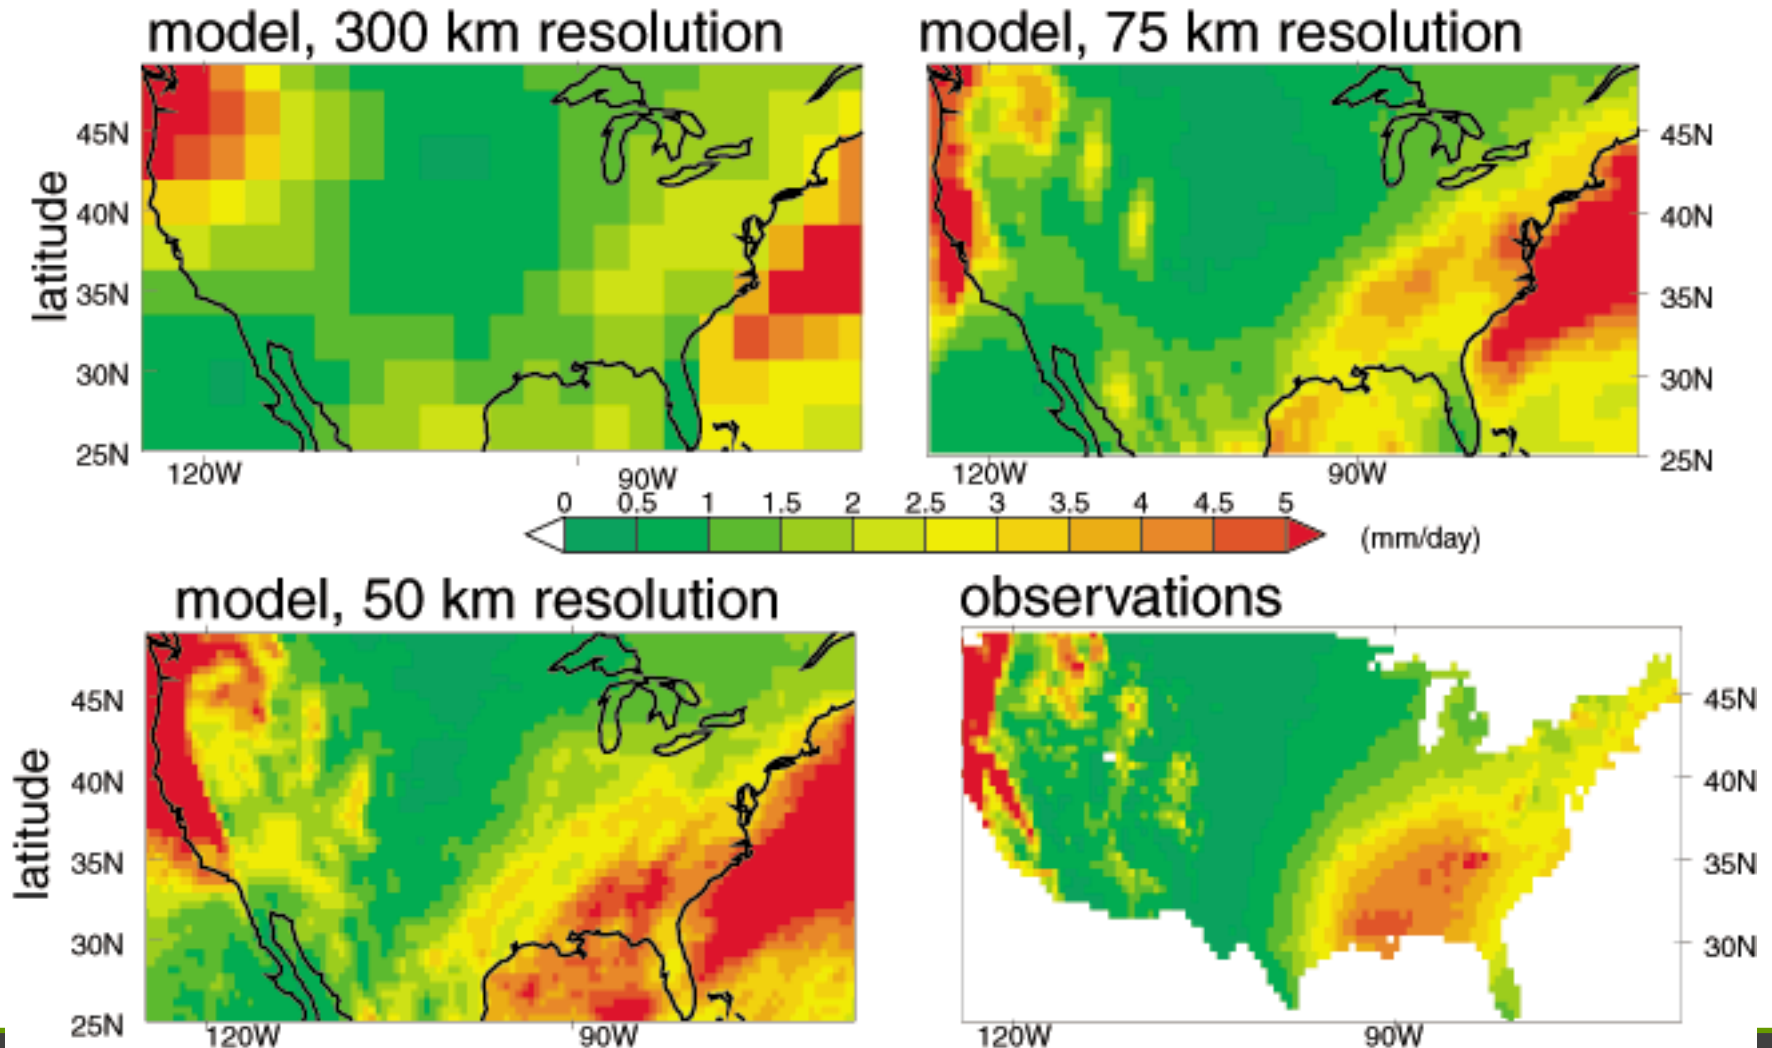 model, 300 km resolution
model, 75 km resolution
latitude
45N
40N
35N
30N
25N
120W
90W
45N
40N
35N
30N
25N
120W
90W
0 0.5 1 1.5 2 2.5 3 3.5 4 4.5 5
(mm/day)
model, 50 km resolution
observations
latitude
45N
40N
35N
30N
25N
120W
90W
45N
40N
35N
30N
120W
90W